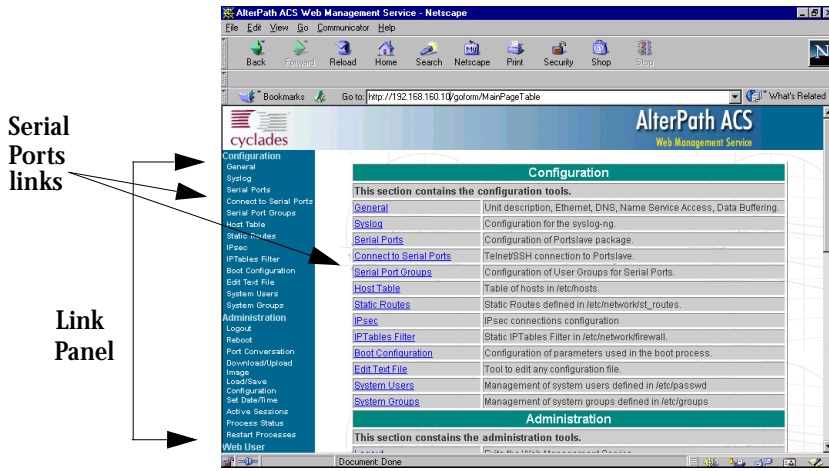 AlterPath ACS Web Management Service - Netscape
File Edit View Go Communicator Help
Back Forward Reload Home Search Netscape Print Security Shop Stop
My
N
Bookmarks Go to: http://192.168.160.10/goform/MainPageTable What's Related
cyclades
AlterPath ACS
Web Management Service
Serial
Ports
links
Link
Panel
Configuration
General
Syslog
Serial Ports
Connect to Serial Ports
Serial Port Groups
Host Table
Static Routes
IPsec
IPTables Filter
Boot Configuration
Edit Text File
System Users
System Groups
Administration
Logout
Reboot
Port Conversation
Download/Upload
Image
Load/Save
Configuration
Set Date/Time
Active Sessions
Process Status
Restart Processes
Web User
Configuration
This section contains the configuration tools.
General Unit description, Ethernet, DNS, Name Service Access, Data Buffering.
Syslog Configuration for the syslog-ng.
Serial Ports Configuration of Portslave package.
Connect to Serial Ports Telnet/SSH connection to Portslave.
Serial Port Groups Configuration of User Groups for Serial Ports.
Host Table Table of hosts in /etc/hosts.
Static Routes Static Routes defined in /etc/network/st_routes.
IPsec IPsec connections configuration
IPTables Filter Static IPTables Filter in /etc/network/firewall.
Boot Configuration Configuration of parameters used in the boot process.
Edit Text File Tool to edit any configuration file.
System Users Management of system users defined in /etc/passwd
System Groups Management of system groups defined in /etc/groups
Administration
This section constains the administration tools.
Document: Done